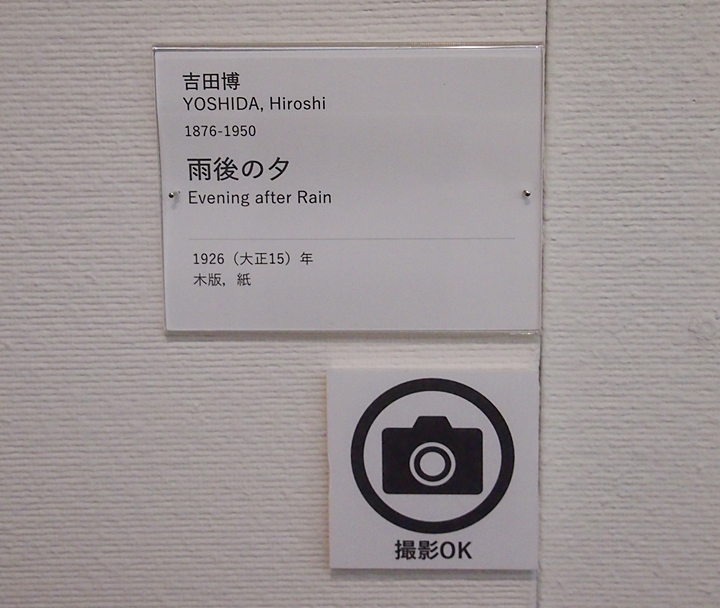 吉田博
YOSHIDA, Hiroshi
1876-1950
雨後の夕
Evening after Rain
1926（大正15）年
木版，紙
撮影OK